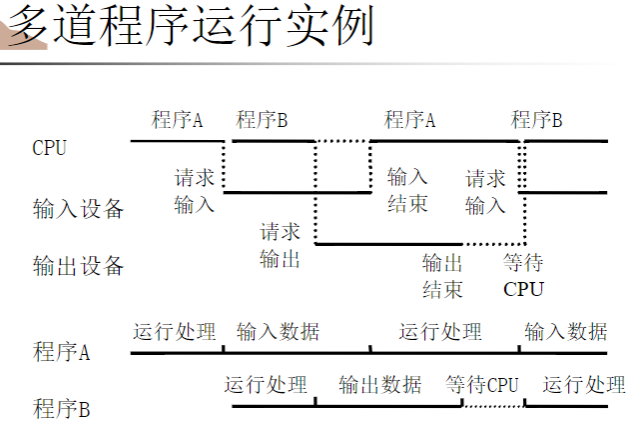 多道程序运行实例
程序A 程序B 程序A 程序B
CPU
请求 输入 请求
输入设备 输入 结束 输入
请求
输出设备 输出 输出 等待
结束 CPU
运行处理 输入数据 运行处理 输入数据
程序A
运行处理 输出数据 等待CPU 运行处理
程序B